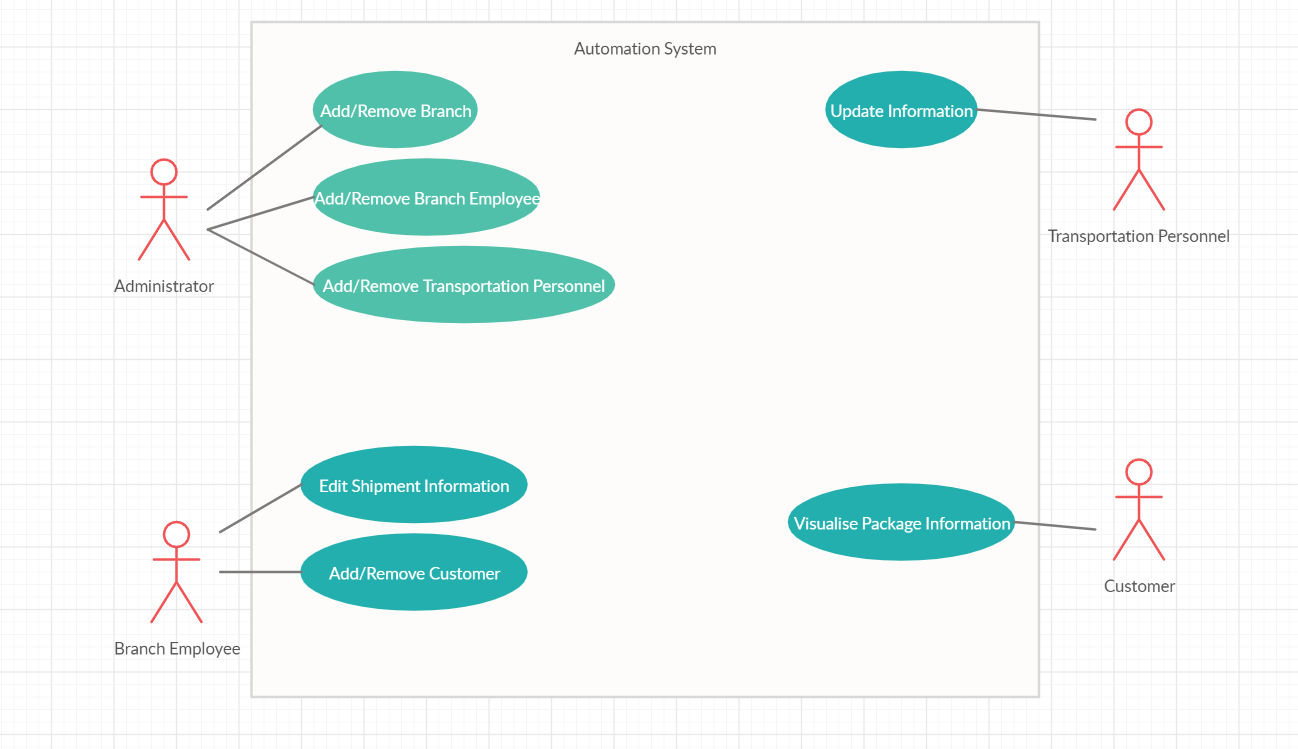 Automation System
Add/Remove Branch
Update Information
Add/Remove Branch Employee
Transportation Personnel
Administrator
Add/Remove Transportation Personnel
Edit Shipment Information
Visualise Package Information
Add/Remove Customer
Customer
Branch Employee